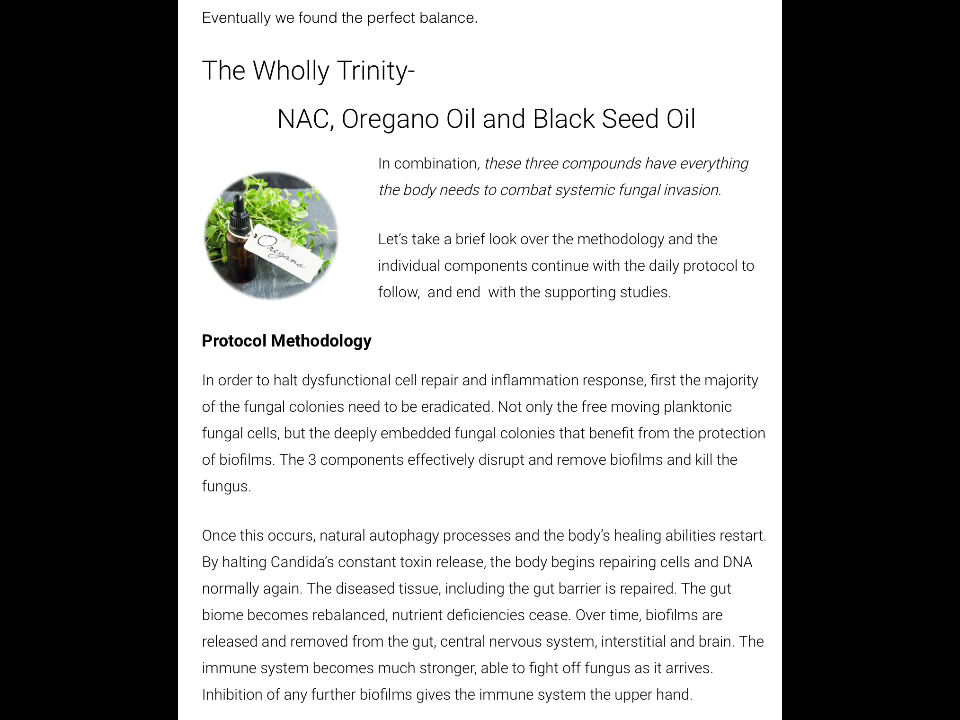 Eventually we found the perfect balance.
The Wholly Trinity-
NAC, Oregano Oil and Black Seed Oil
In combination, these three compounds have everything
the body needs to combat systemic fungal invasion.
Oregano
Let's take a brief look over the methodology and the
individual components continue with the daily protocol to
follow,  and end  with the supporting studies.
Protocol Methodology
In order to halt dysfunctional cell repair and inflammation response, first the majority
of the fungal colonies need to be eradicated. Not only the free moving planktonic
fungal cells, but the deeply embedded fungal colonies that benefit from the protection
of biofilms. The 3 components effectively disrupt and remove biofilms and kill the
fungus.
Once this occurs, natural autophagy processes and the body's healing abilities restart.
By halting Candida's constant toxin release, the body begins repairing cells and DNA
normally again. The diseased tissue, including the gut barrier is repaired. The gut
biome becomes rebalanced, nutrient deficiencies cease. Over time, biofilms are
released and removed from the gut, central nervous system, interstitial and brain. The
immune system becomes much stronger, able to fight off fungus as it arrives.
Inhibition of any further biofilms gives the immune system the upper hand.